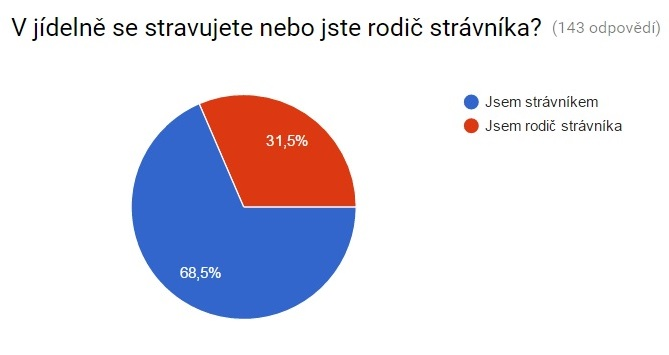 V jídelně se stravujete nebo jste rodič strávníka? (143 odpovědí)
Jsem strávníkem
Jsem rodič strávníka
31,5%
68,5%